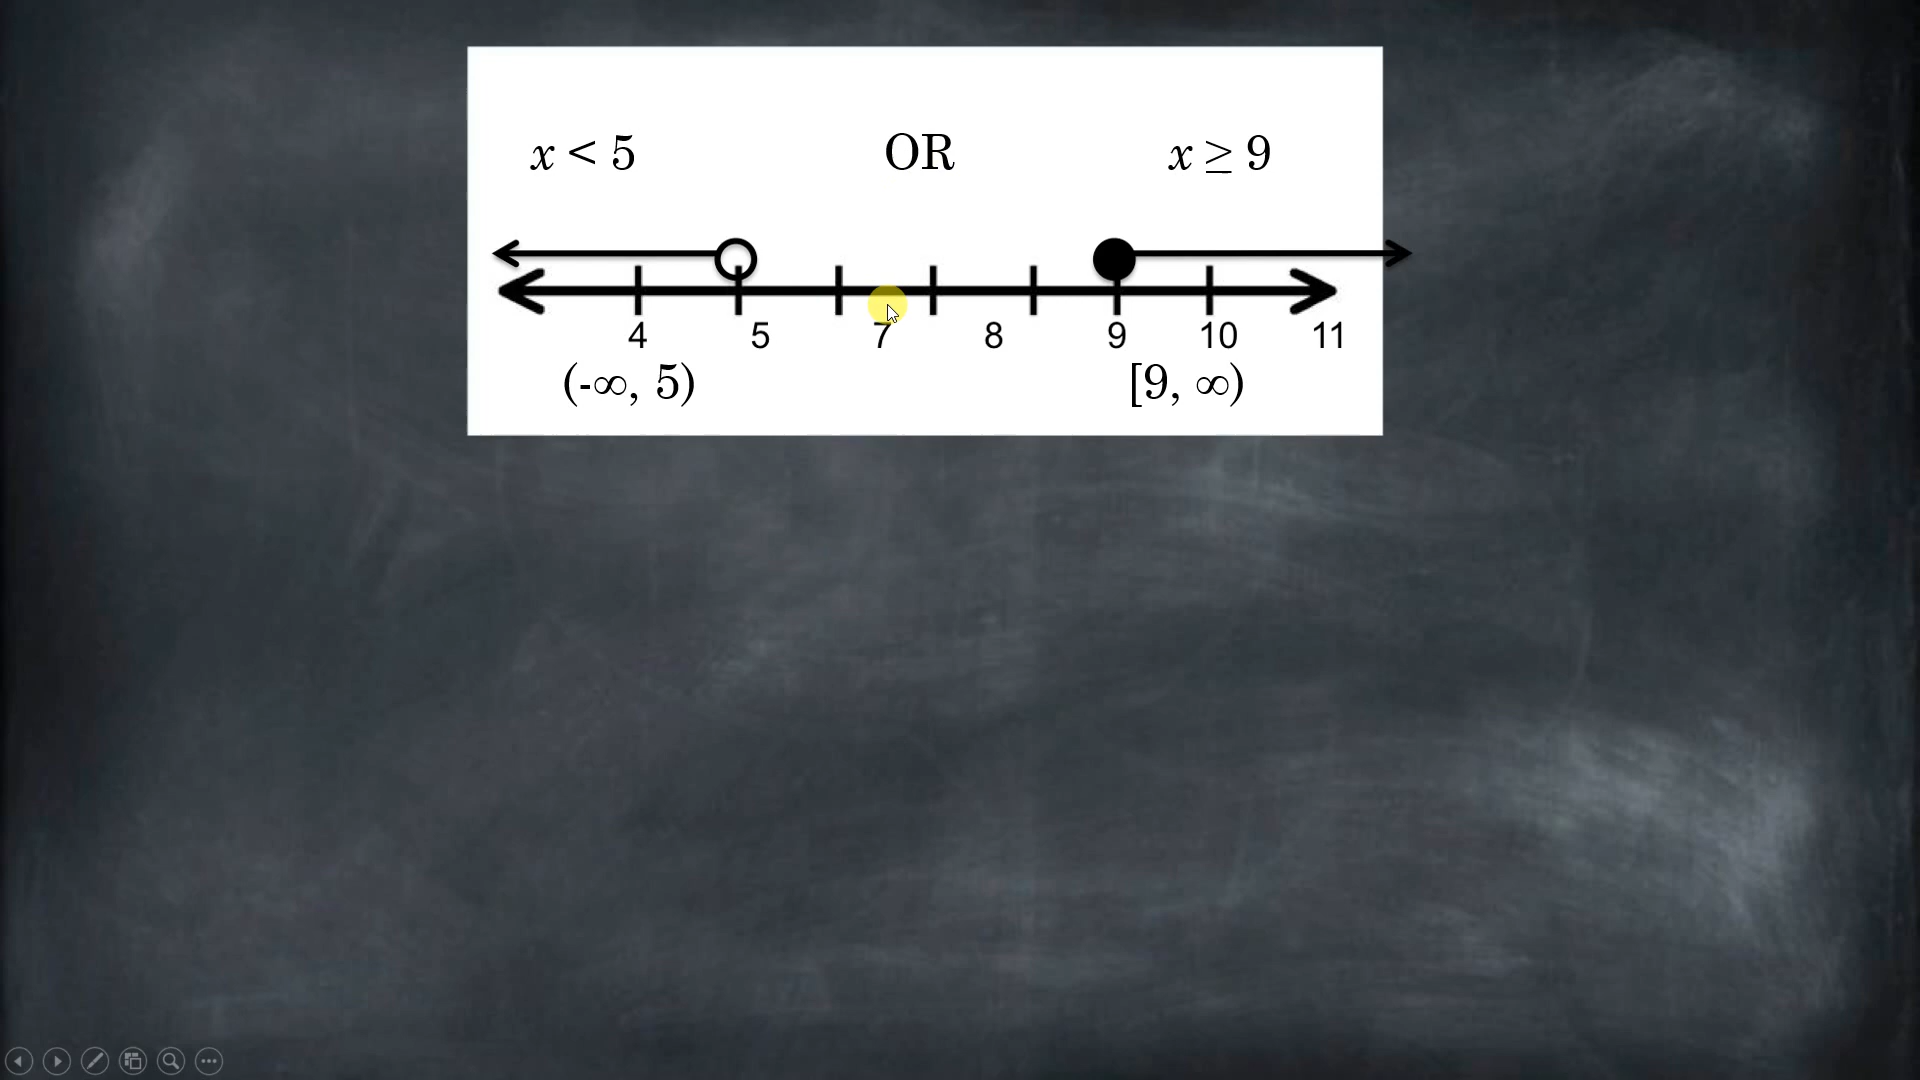 x < 5 OR x ≥ 9
4 5 7 8 9 10 11
(-∞, 5) [9, ∞)